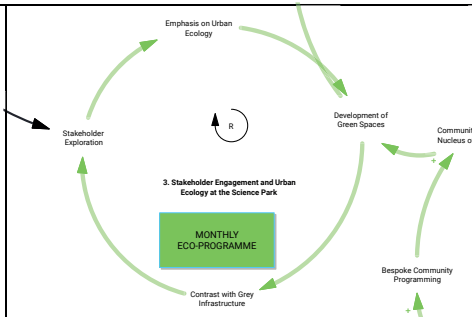 Emphasis on Urban
Ecology
Development of
Green Spaces
Stakeholder
Exploration
R
Nucleus o
+
3. Stakeholder Engagement and Urban
Ecology at the Science Park
MONTHLY
ECO-PROGRAMME
Bespoke Community
Programming
Contrast with Grey
Infrastructure
+